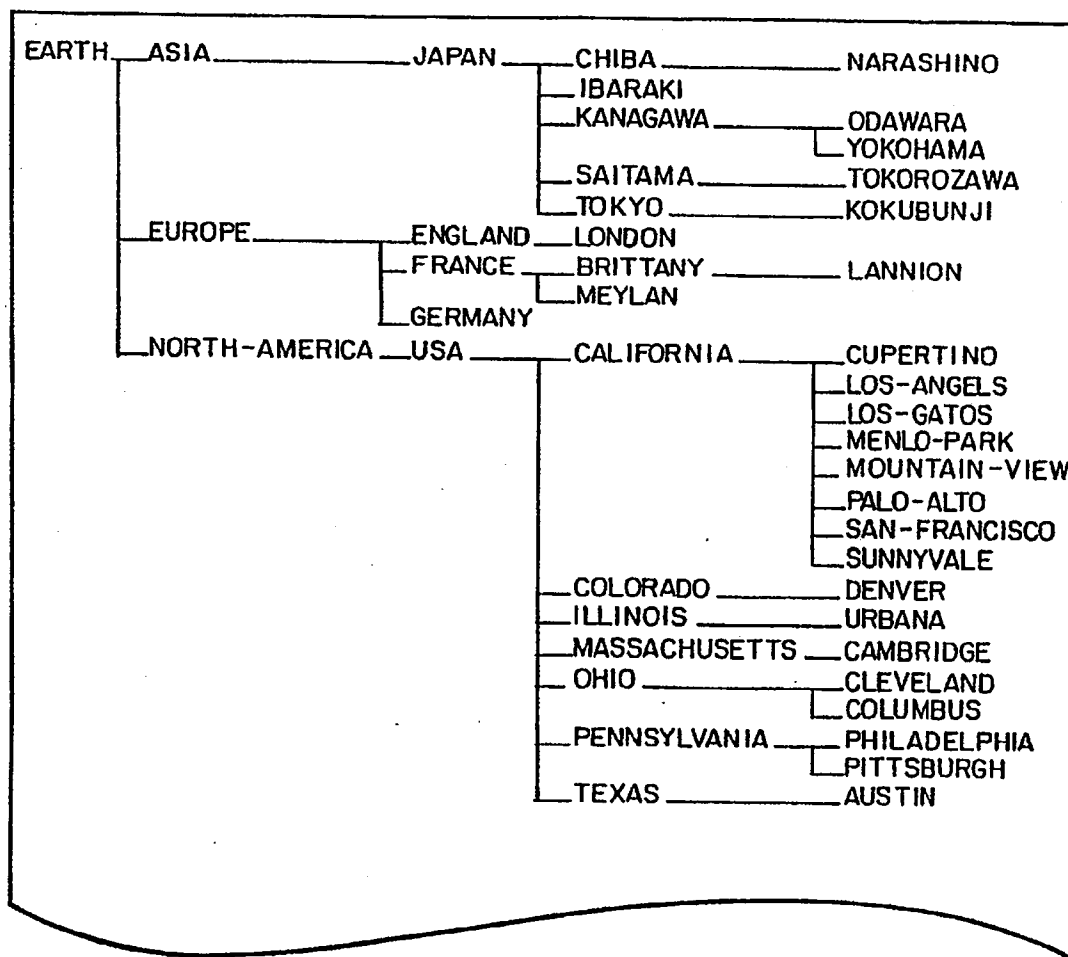 EARTH ASIA JAPAN CHIBA NARASHINO
IBARAKI
KANAGAWA ODAWARA
YOKOHAMA
SAITAMA TOKOROZAWA
TOKYO KOKUBUNJI
EUROPE ENGLAND LONDON
FRANCE BRITTANY LANNION
MEYLAN
GERMANY
NORTH-AMERICA USA CALIFORNIA CUPERTINO
LOS-ANGELS
LOS-GATOS
MENLO-PARK
MOUNTAIN-VIEW
PALO-ALTO
SAN-FRANCISCO
SUNNYVALE
COLORADO DENVER
ILLINOIS URBANA
MASSACHUSETTS CAMBRIDGE
OHIO CLEVELAND
COLUMBUS
PENNSYLVANIA PHILADELPHIA
PITTSBURGH
TEXAS AUSTIN